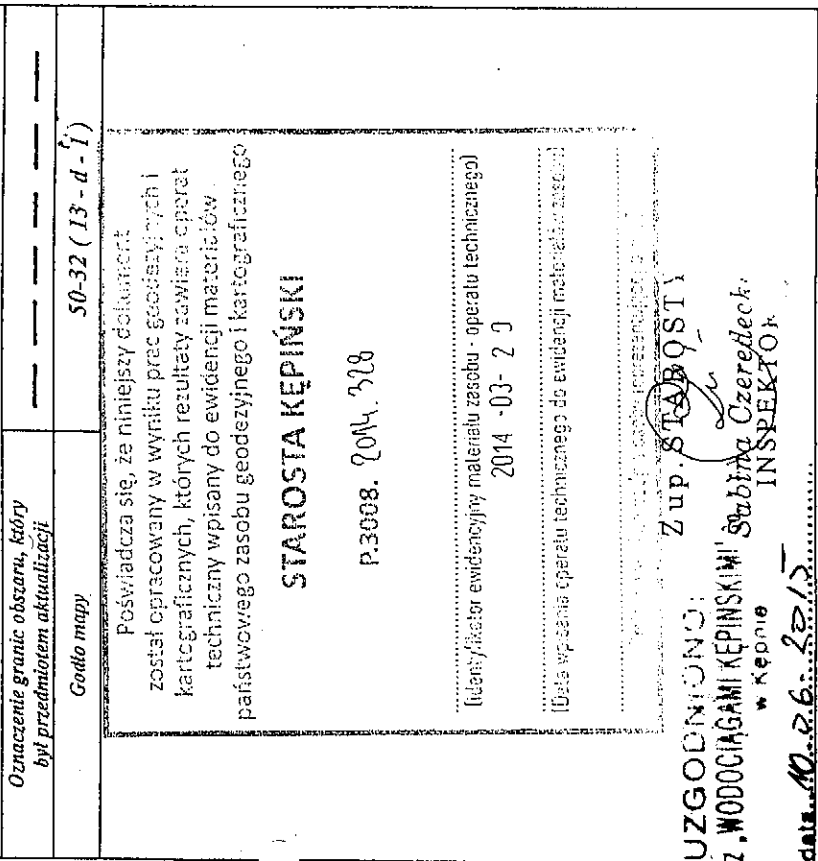 Oznaczenie granic obszaru, który
był przedmiotem aktualizacji
Godło mapy
50-32 ( 13 - d - 1)
Poświadcza się, że niniejszy dokument
został opracowany w wyniku prac geodezyjnych i
kartograficznych, których rezultaty zawiera operat
techniczny wpisany do ewidencji materiałów
państwowego zasobu geodezyjnego i kartograficznego
STAROSTA KĘPIŃSKI
P.3008. 2014. 328
(identyfikator ewidencyjny materiału zasobu - operatu technicznego)
2014 -03- 2
(Data wpisania operatu technicznego do ewidencji materiałów zasobu)
Z up. STAROSTY
Sabina Czeredeck
INSPEKTOR
UZGODNIONO:
Z „WODOCIĄGAMI KĘPIŃSKIMI"
w Kępnie
data 10.06.2015